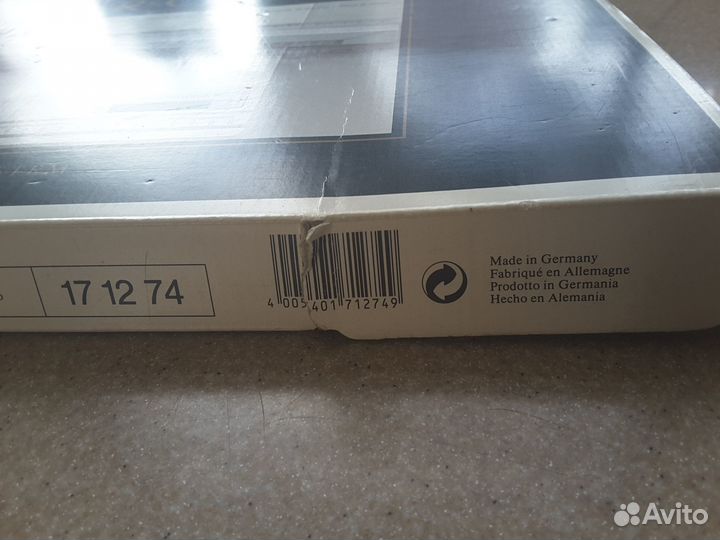 17 12 74
4 005401 712749
Made in Germany
Fabriqué en Allemagne
Prodotto in Germania
Hecho en Alemania
Avito